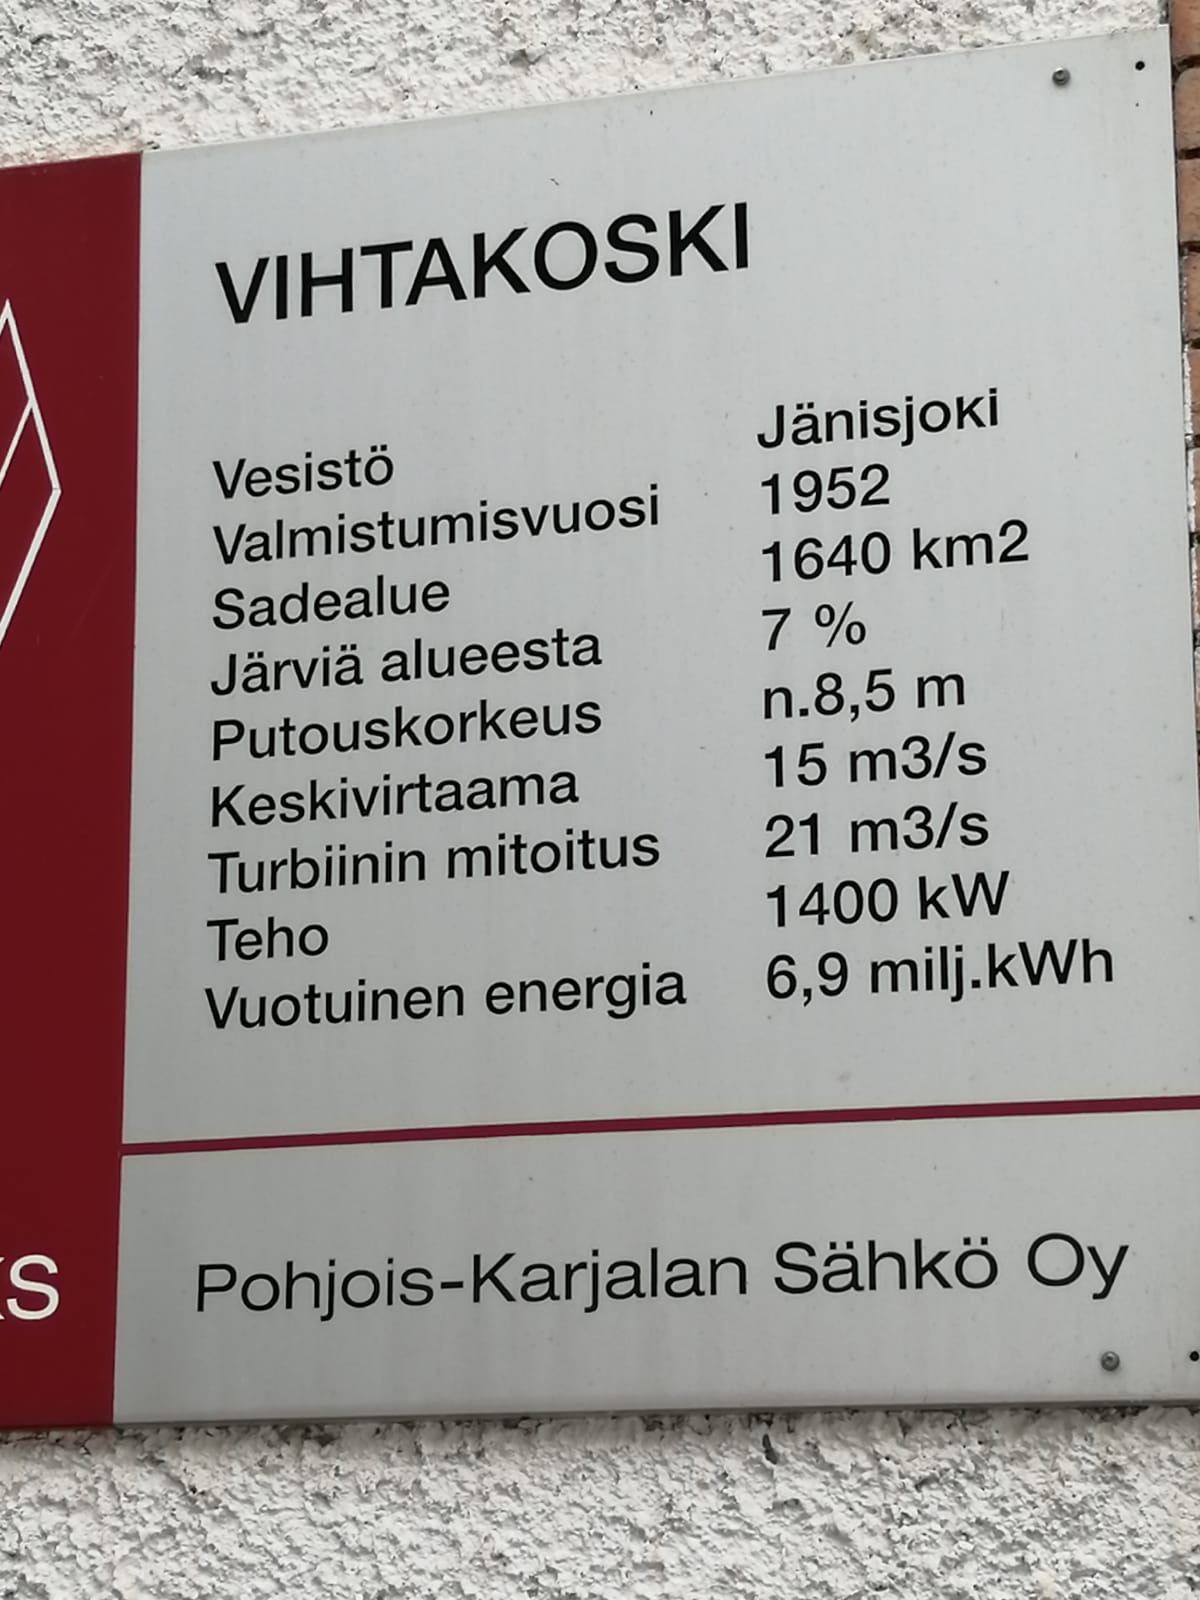 VIHTAKOSKI
Vesistö Jänisjoki
Valmistumisvuosi 1952
Sadealue 1640 km2
Järviä alueesta 7 %
Putouskorkeus n.8,5 m
Keskivirtaama 15 m3/s
Turbiinin mitoitus 21 m3/s
Teho 1400 kW
Vuotuinen energia 6,9 milj.kWh
Pohjois-Karjalan Sähkö Oy